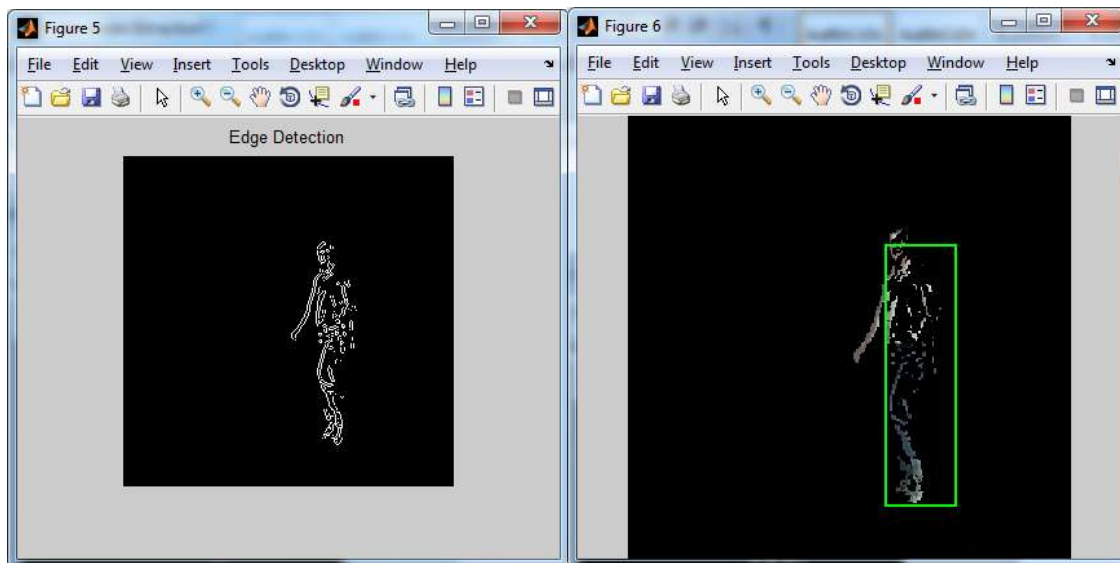 Figure 5
File Edit View Insert Tools Desktop Window Help
Edge Detection
Figure 6
File Edit View Insert Tools Desktop Window Help